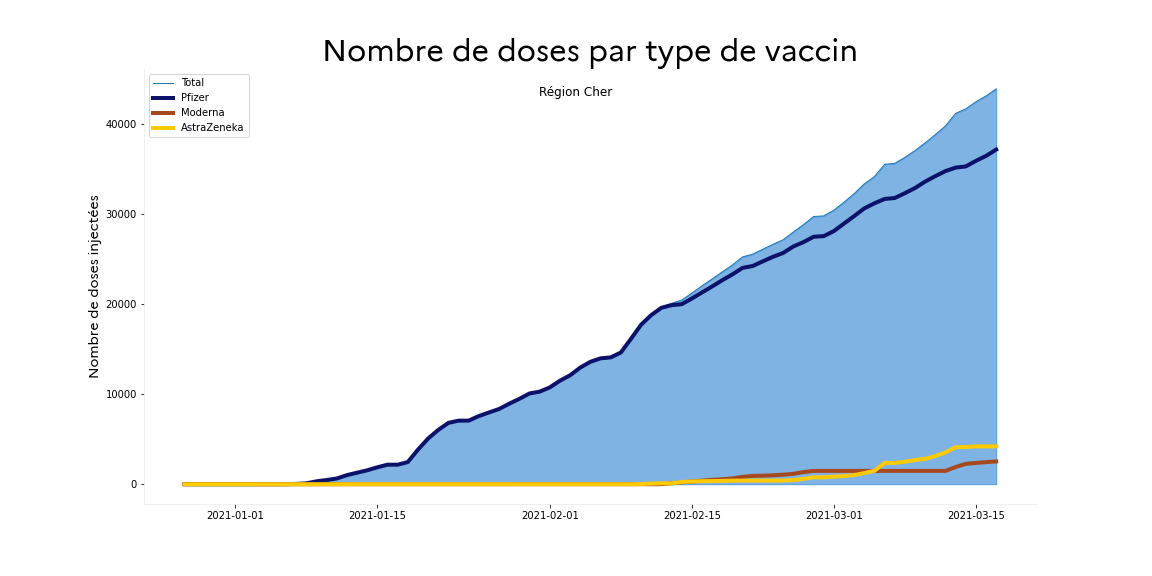 Nombre de doses par type de vaccin
Région Cher
Total
Pfizer
Moderna
AstraZeneka
Nombre de doses injectées
40000
30000
20000
10000
0
2021-01-01
2021-01-15
2021-02-01
2021-02-15
2021-03-01
2021-03-15